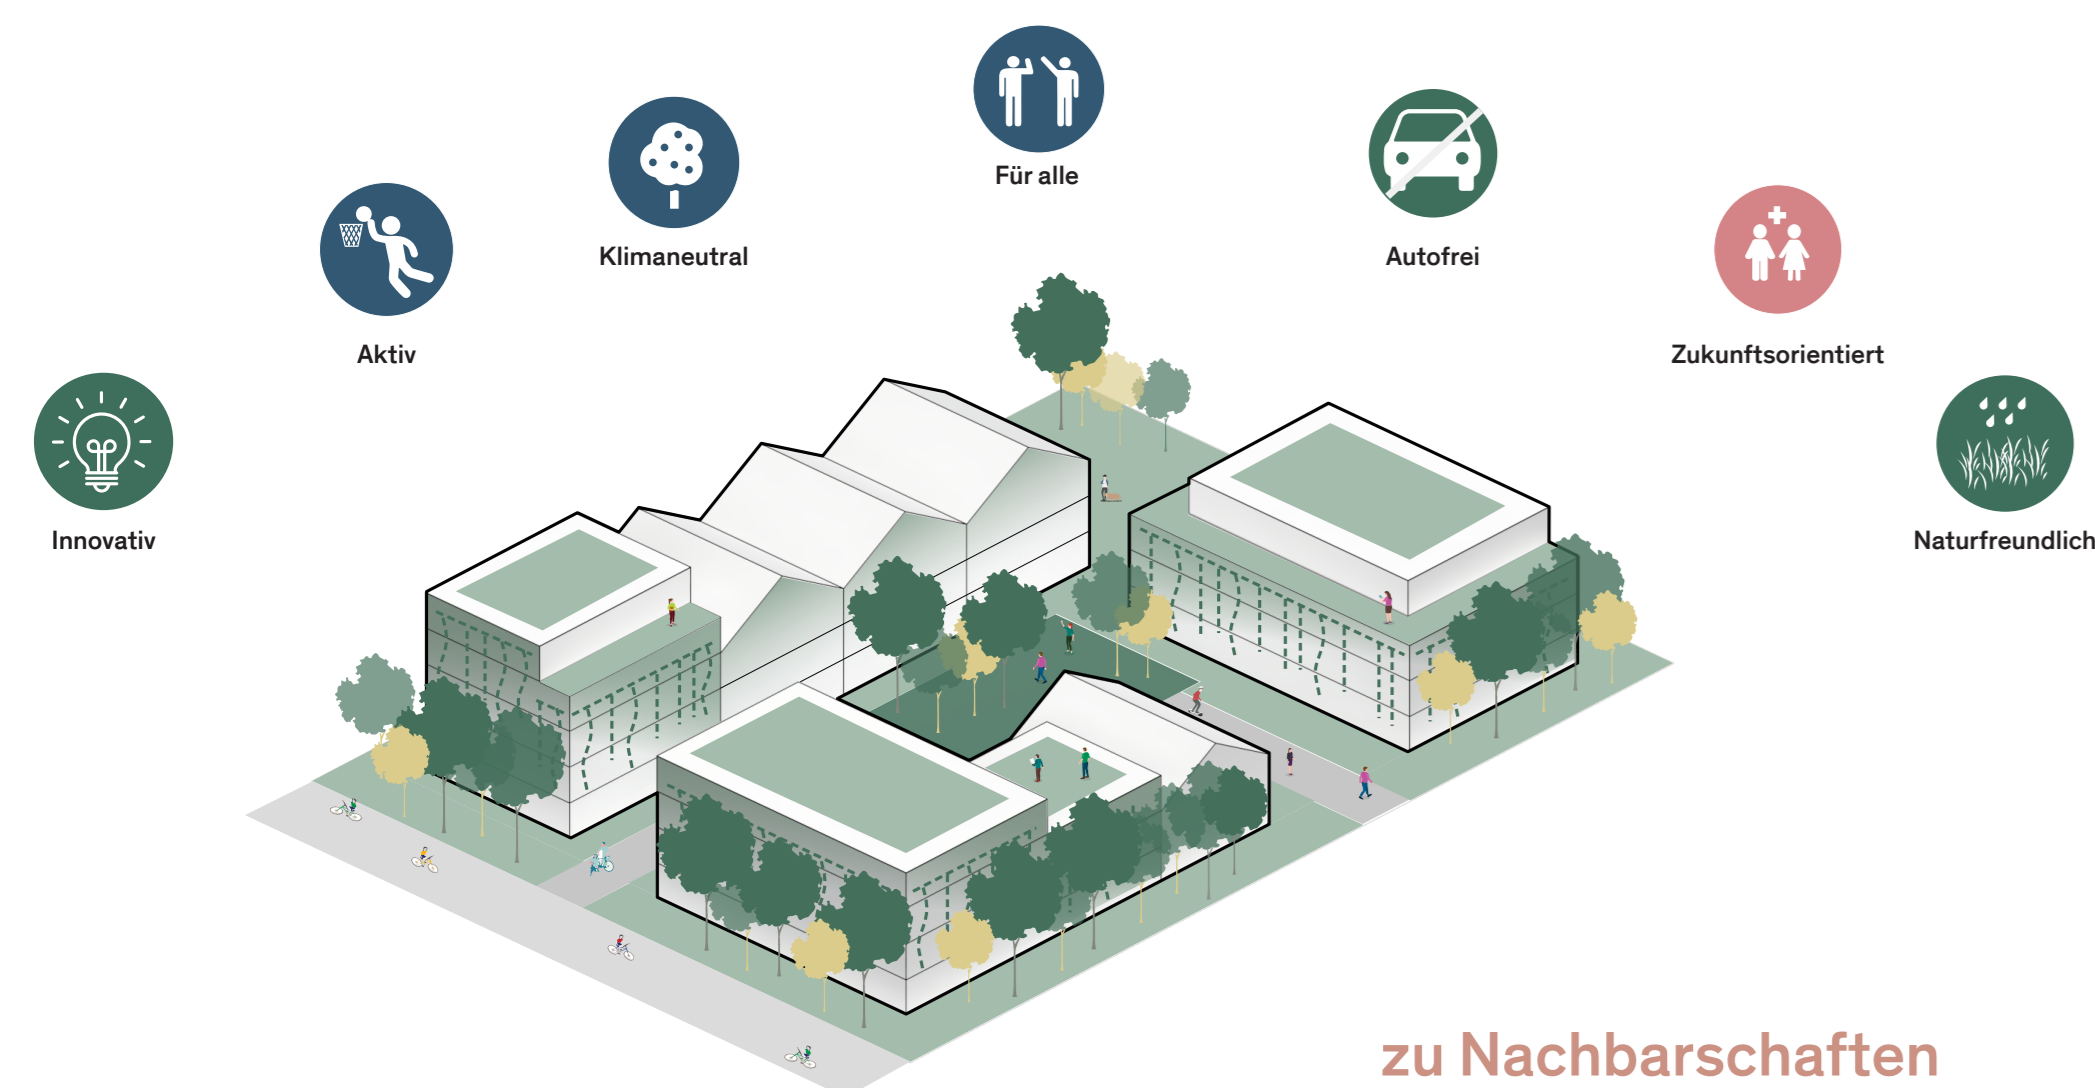 Für alle
Klimaneutral
Autofrei
Aktiv
Zukunftsorientiert
Innovativ
Naturfreundlich
zu Nachbarschaften